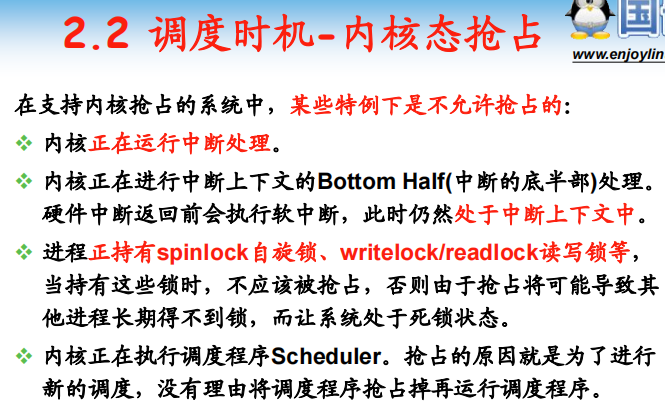 2.2 调度时机-内核态抢占
www.enjoylin
在支持内核抢占的系统中，某些特例下是不允许抢占的：
内核正在运行中断处理。
内核正在进行中断上下文的Bottom Half(中断的底半部)处理。
硬件中断返回前会执行软中断，此时仍然处于中断上下文中。
进程正持有spinlock自旋锁、writelock/readlock读写锁等，
当持有这些锁时，不应该被抢占，否则由于抢占将可能导致其
他进程长期得不到锁，而让系统处于死锁状态。
内核正在执行调度程序Scheduler。抢占的原因就是为了进行
新的调度，没有理由将调度程序抢占掉再运行调度程序。